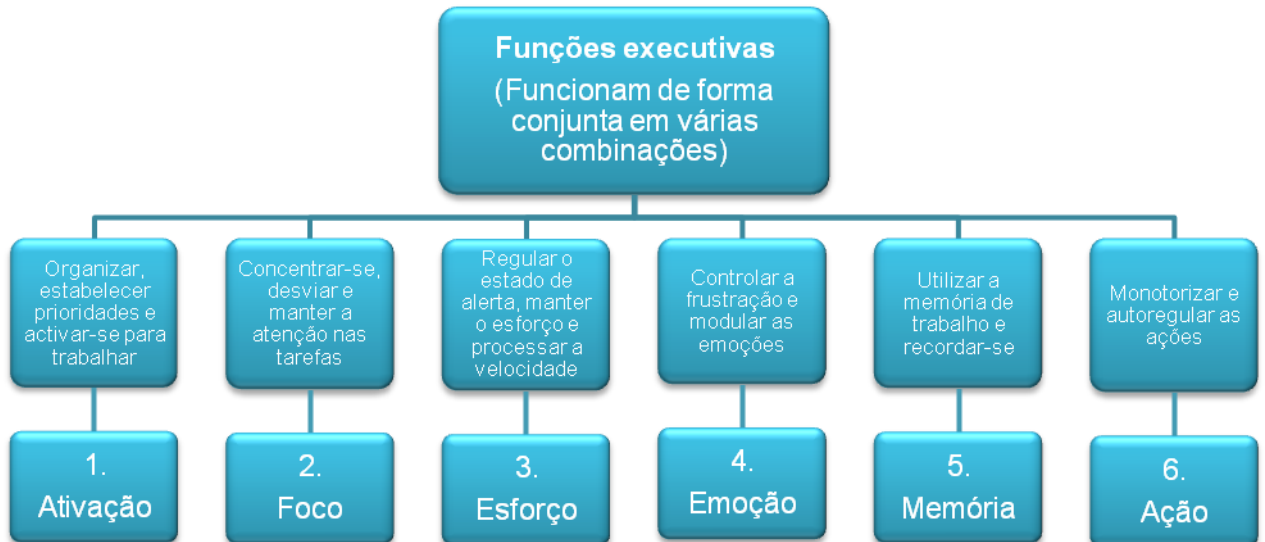 Funções executivas
(Funcionam de forma
conjunta em várias
combinações)
Organizar,
estabelecer
prioridades e
activar-se para
trabalhar
Concentrar-se,
desviar e
manter a
atenção nas
tarefas
Regular o
estado de
alerta, manter
o esforço e
processar a
velocidade
Controlar a
frustração e
modular as
emoções
Utilizar a
memória de
trabalho e
recordar-se
Monotorizar e
autoregular as
ações
1.
Ativação
2.
Foco
3.
Esforço
4.
Emoção
5.
Memória
6.
Ação